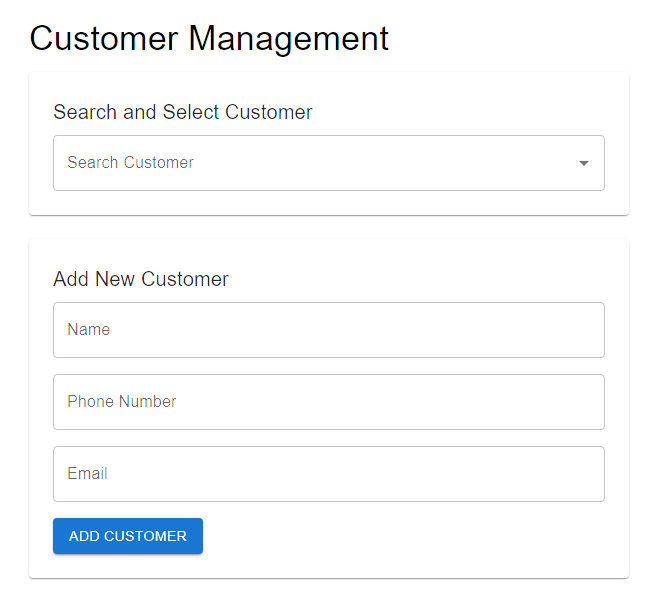 Customer Management
Search and Select Customer
Search Customer
Add New Customer
Name
Phone Number
Email
ADD CUSTOMER